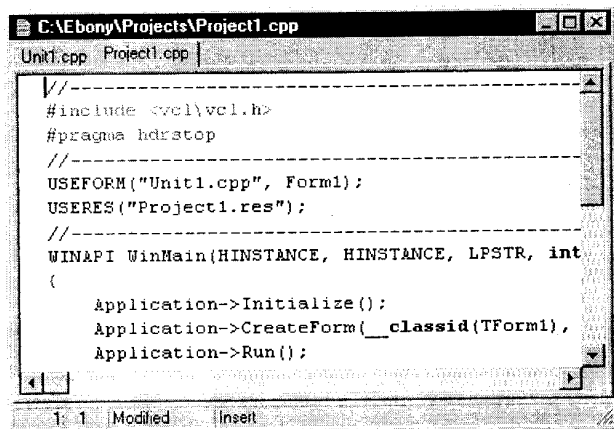 C:\Ebony\Projects\Project1.cpp
Unit1.cpp Project1.cpp
//--------------------------------------------
#include <vcl\vcl.h>
#pragma hdrstop
//--------------------------------------------
USEFORM("Unit1.cpp", Form1);
USERES("Project1.res");
//--------------------------------------------
WINAPI WinMain(HINSTANCE, HINSTANCE, LPSTR, int
{
Application->Initialize();
Application->CreateForm(__classid(TForm1),
Application->Run();
1: 1 Modified Insert